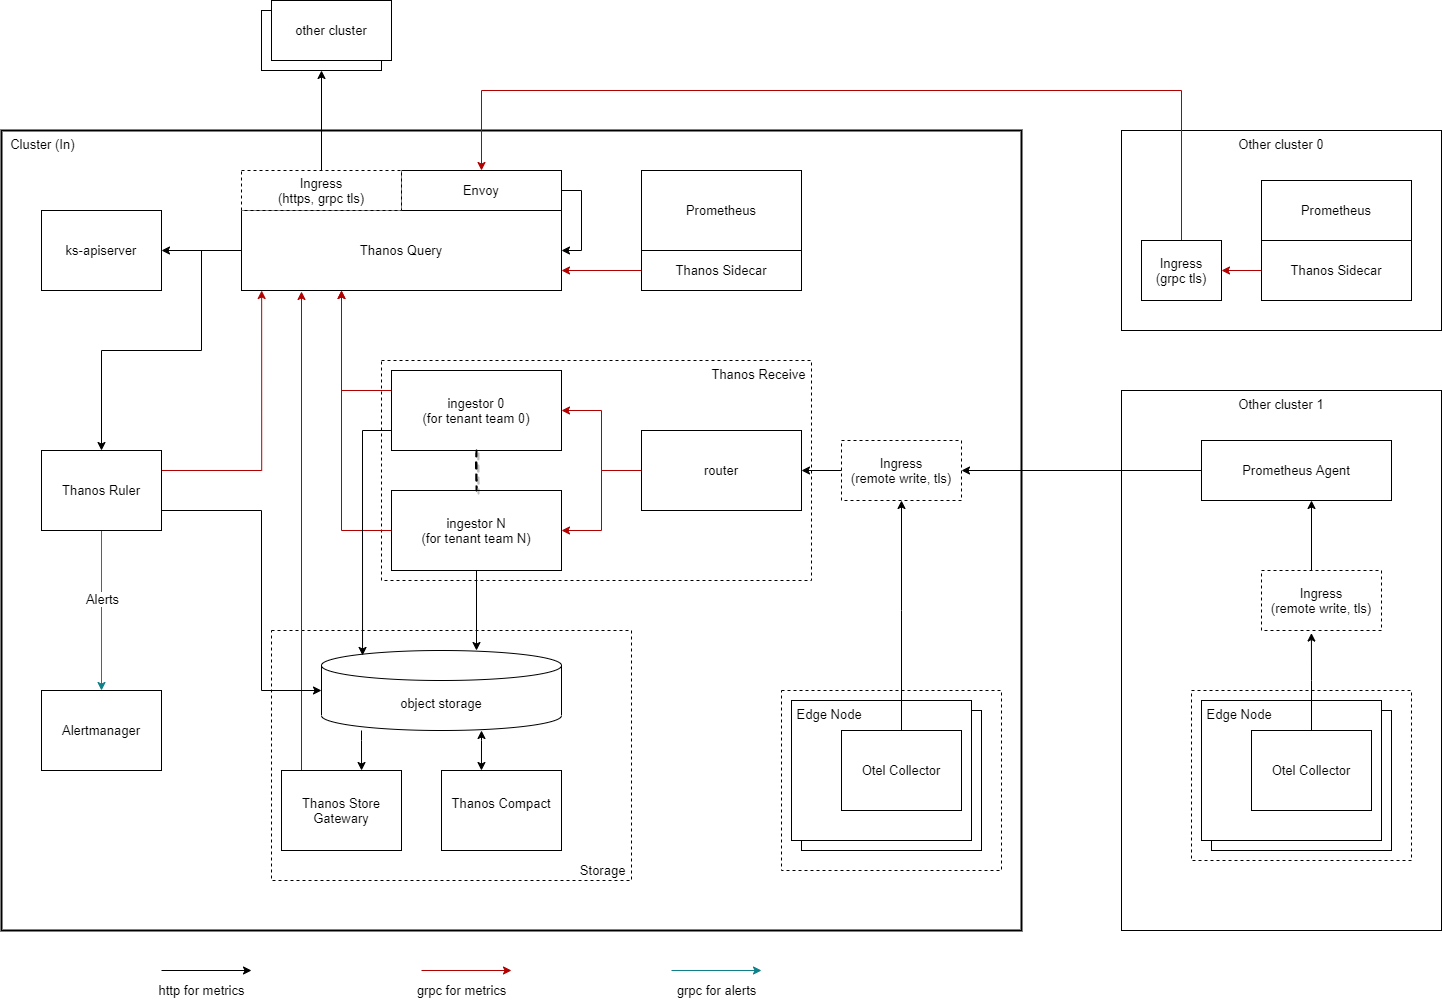 other cluster
Cluster (In)
Other cluster 0
Ingress
(https, grpc tls)
Envoy
Prometheus
Prometheus
ks-apiserver
Thanos Query
Thanos Sidecar
Ingress
(grpc tls)
Thanos Sidecar
Thanos Receive
Other cluster 1
ingestor 0
(for tenant team 0)
router
Ingress
(remote write, tls)
Prometheus Agent
Thanos Ruler
ingestor N
(for tenant team N)
Alerts
Ingress
(remote write, tls)
object storage
Alertmanager
Edge Node
Otel Collector
Edge Node
Otel Collector
Thanos Store
Gatewary
Thanos Compact
Storage
http for metrics
grpc for metrics
grpc for alerts